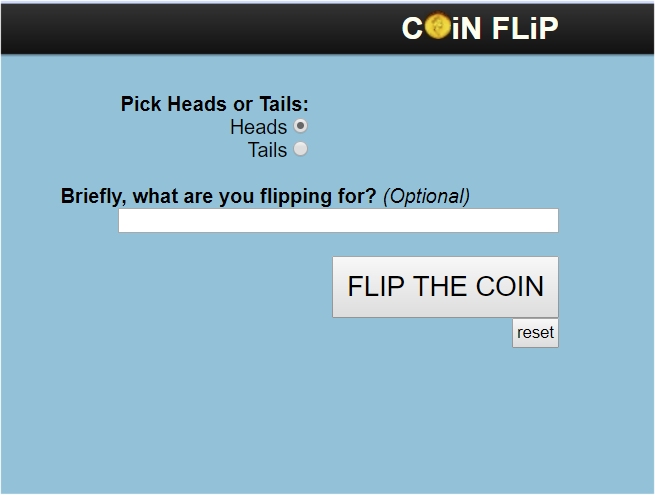 COiN FLiP
Pick Heads or Tails:
Heads
Tails
Briefly, what are you flipping for? (Optional)
FLIP THE COIN
reset